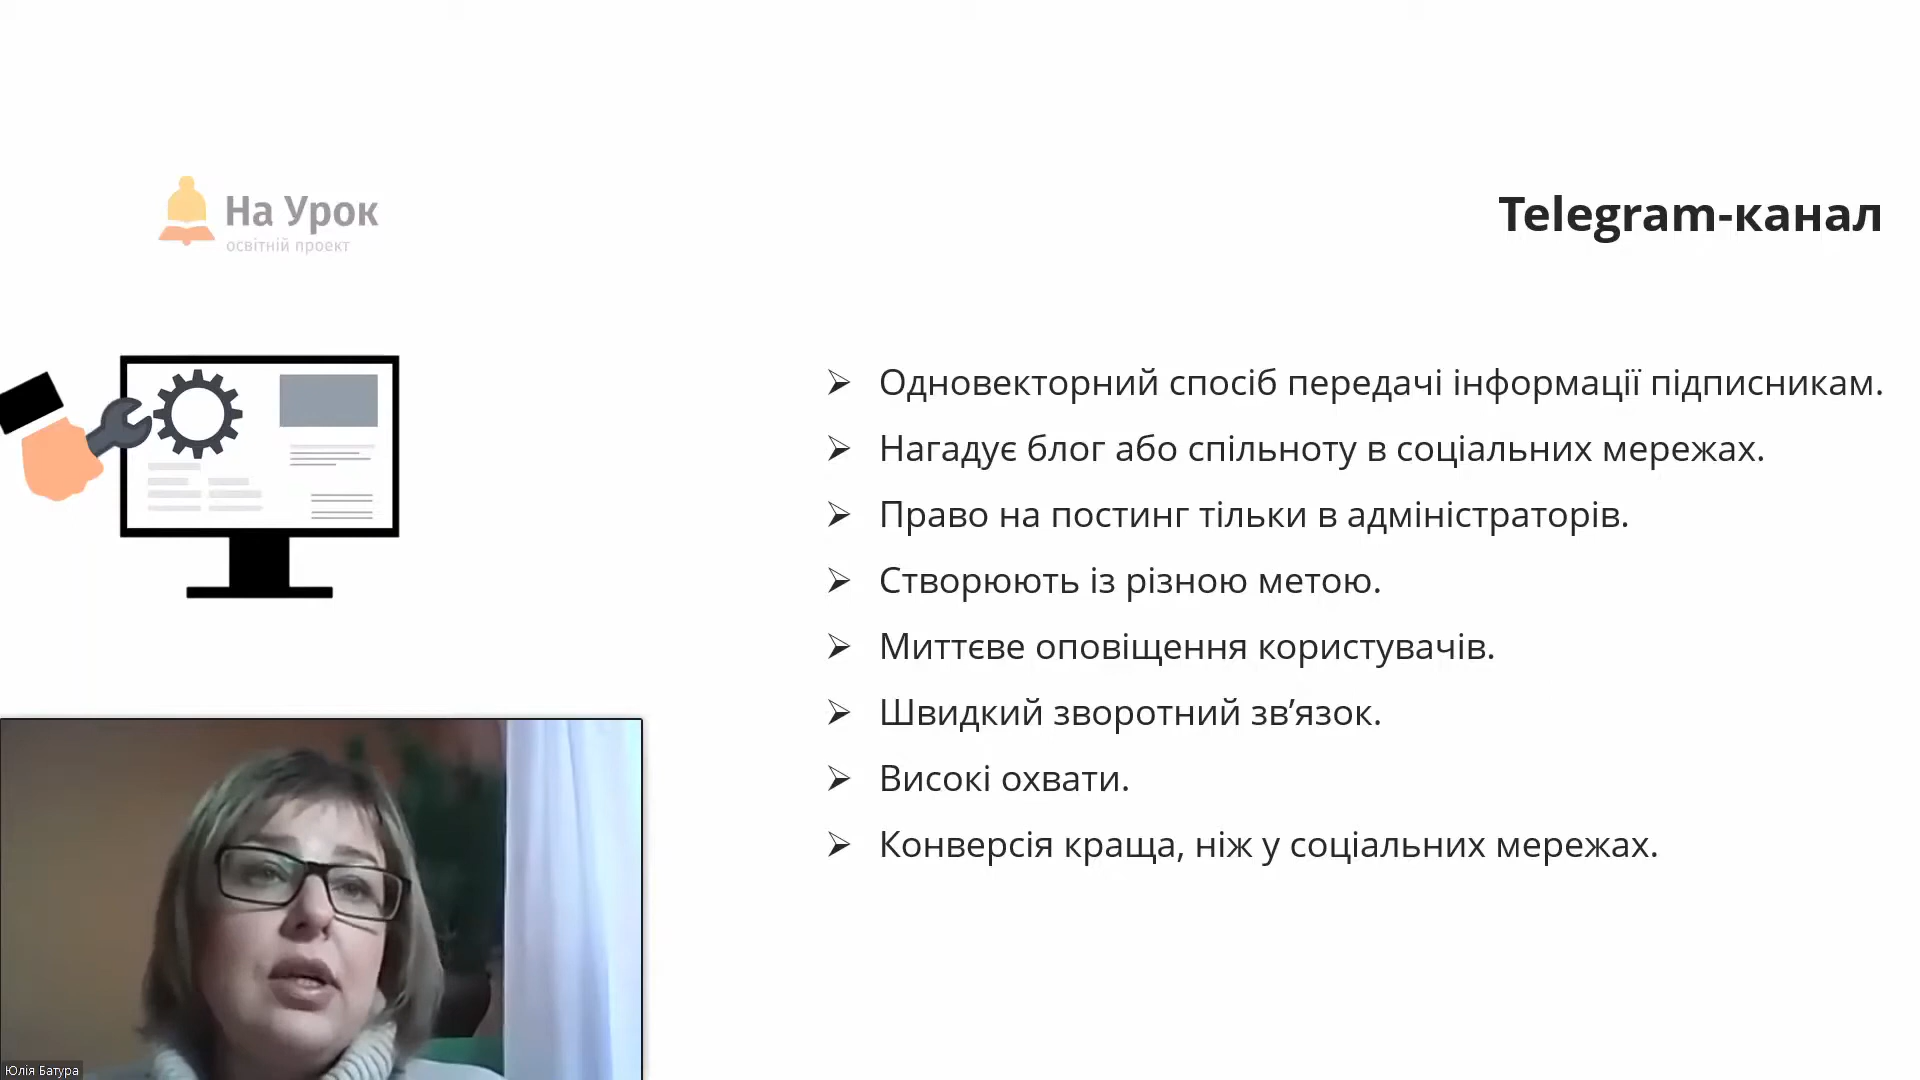 На Урок
освітній проект
Telegram-канал
Одновекторний спосіб передачі інформації підписникам.
Нагадує блог або спільноту в соціальних мережах.
Право на постинг тільки в адміністраторів.
Створюють із різною метою.
Миттєве оповіщення користувачів.
Швидкий зворотний зв’язок.
Високі охвати.
Конверсія краща, ніж у соціальних мережах.
Юлія Батура